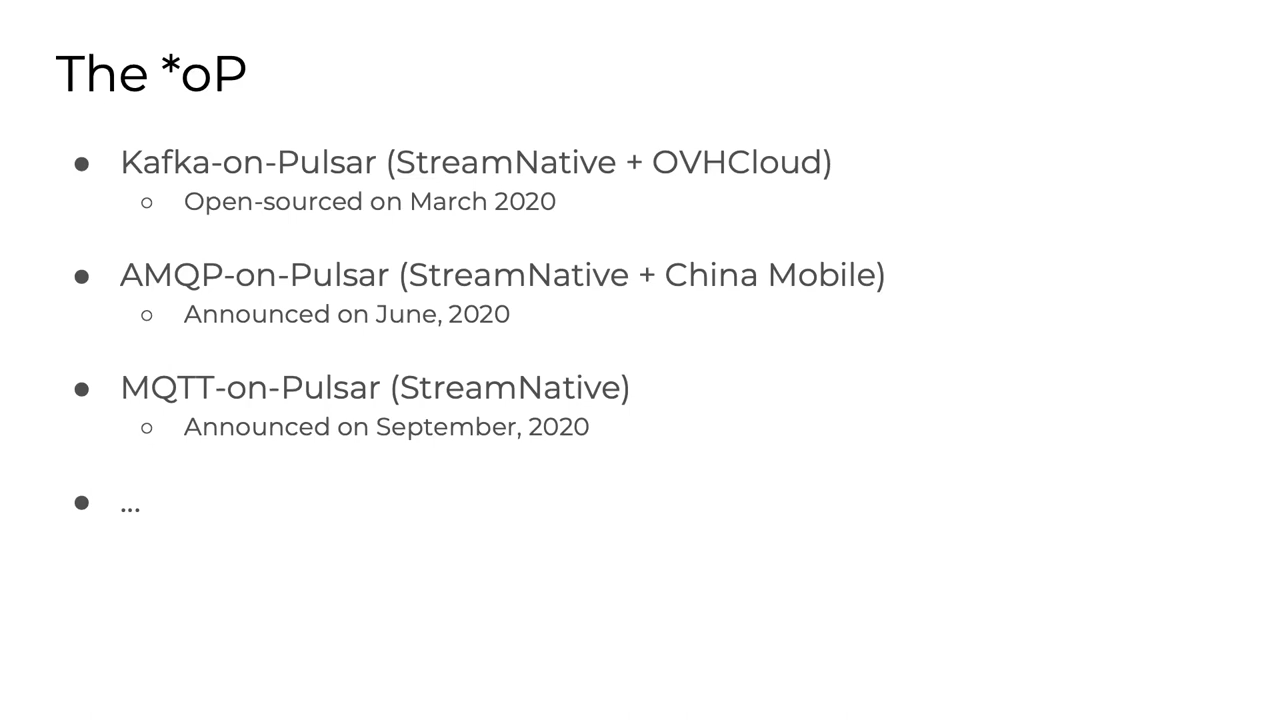 The *oP
● Kafka-on-Pulsar (StreamNative + OVHCloud)
○ Open-sourced on March 2020
● AMQP-on-Pulsar (StreamNative + China Mobile)
○ Announced on June, 2020
● MQTT-on-Pulsar (StreamNative)
○ Announced on September, 2020
● ...